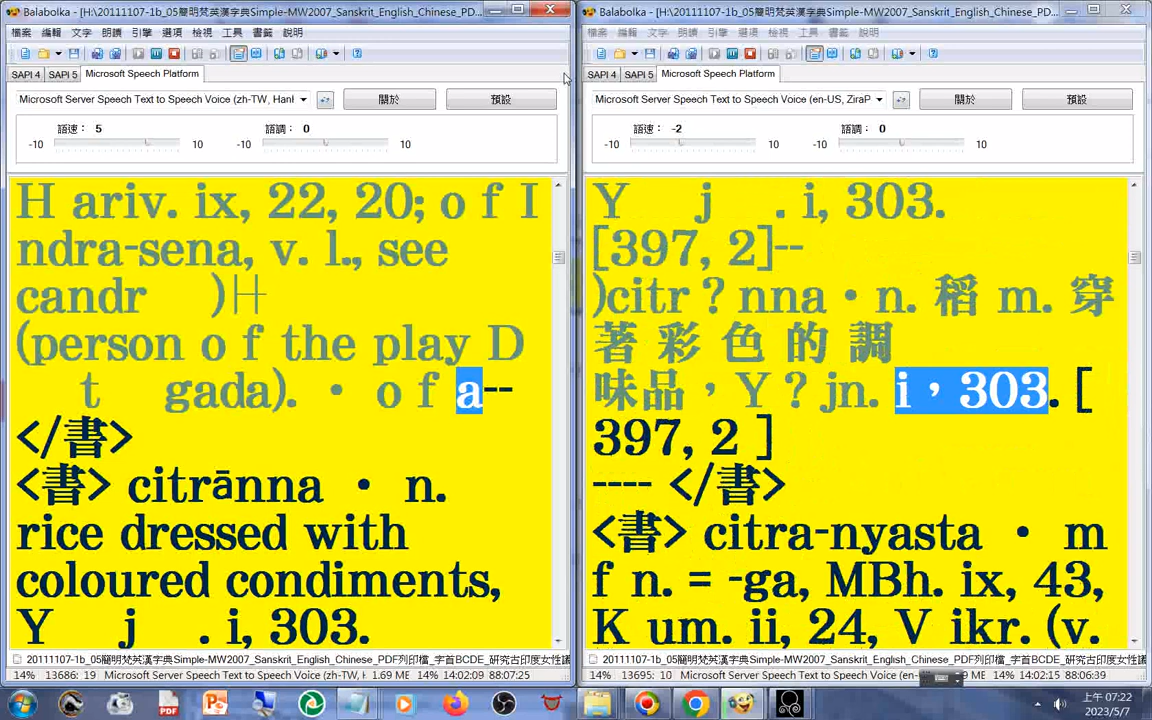 Balabolka - [H:\20111107-1b_05簡明梵英漢字典Simple-MW2007_Sanskrit_English_Chinese_PD...
檔案 編輯 文字 朗讀 引擎 選項 檢視 工具 書籤 說明
SAPI 4 SAPI 5 Microsoft Speech Platform
Microsoft Server Speech Text to Speech Voice (zh-TW, Hanl
關於 預設
語速： 5 語調： 0
-10 10 -10 10
H ariv. ix, 22, 20; o f I
ndra-sena, v. l., see
candr )├
(person o f the play D
t gada). • o f a--
</書>
<書> citrānna • n.
rice dressed with
coloured condiments,
Y j . i, 303.
20111107-1b_05簡明梵英漢字典Simple-MW2007_Sanskrit_English_Chinese_PDF列印檔_字首BCDE_研究古印度女性議
14% 13686: 19 Microsoft Server Speech Text to Speech Voice (zh-TW, H 1.69 MB 14% 14:02:09 88:07:25
Balabolka - [H:\20111107-1b_05簡明梵英漢字典Simple-MW2007_Sanskrit_English_Chinese_PD...
檔案 編輯 文字 朗讀 引擎 選項 檢視 工具 書籤 說明
SAPI 4 SAPI 5 Microsoft Speech Platform
Microsoft Server Speech Text to Speech Voice (en-US, ZiraP
關於 預設
語速： -2 語調： 0
-10 10 -10 10
Y j . i, 303.
[397, 2]--
)citr ? nna • n. 稻 m. 穿
著 彩 色 的 調
味品，Y ? jn. i，303. [
397, 2 ]
---- </書>
<書> citra-nyasta • m
f n. = -ga, MBh. ix, 43,
K um. ii, 24, V ikr. (v.
20111107-1b_05簡明梵英漢字典Simple-MW2007_Sanskrit_English_Chinese_PDF列印檔_字首BCDE_研究古印度女性議
14% 13695: 10 Microsoft Server Speech Text to Speech Voice (en-US, ME 14% 14:02:15 88:06:39
上午 07:22
2023/5/7